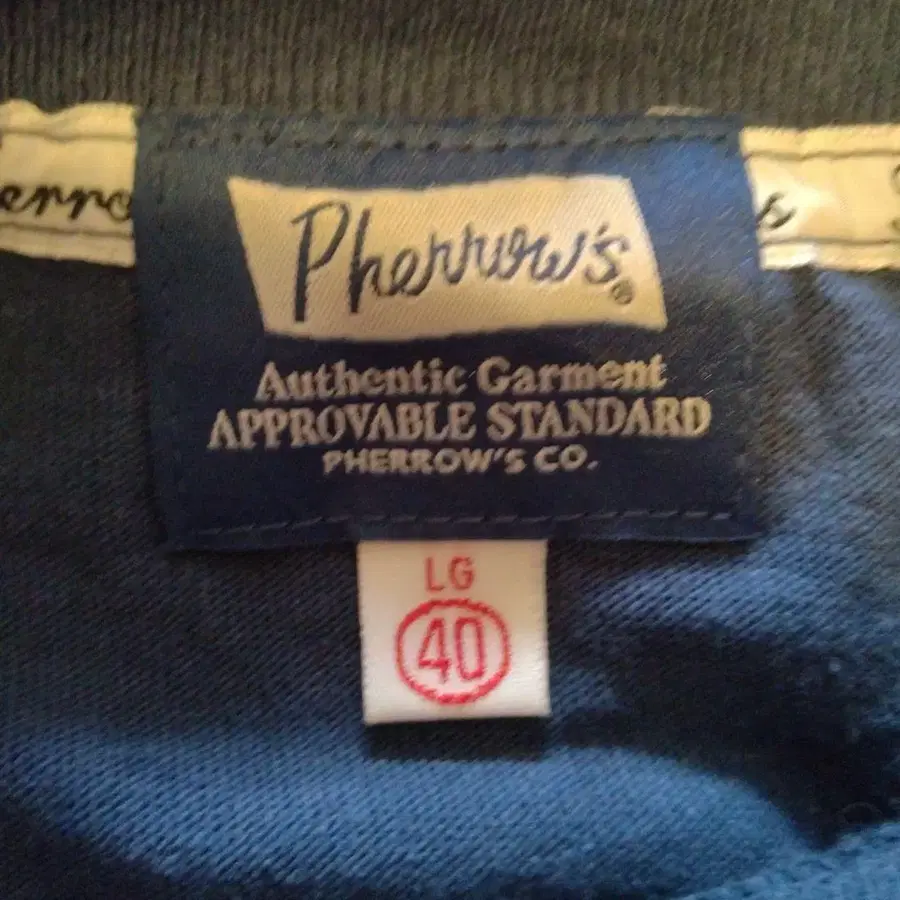 Pherrow's®
Authentic Garment
APPROVABLE STANDARD
PHERROW'S CO.
LG
40